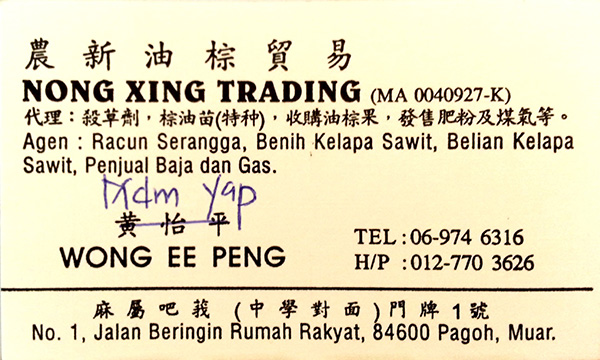 農新油棕貿易
NONG XING TRADING (MA 0040927-K)
代理：殺草劑，棕油苗(特种)，收購油棕果，發售肥粉及煤氣等。
Agen : Racun Serangga, Benih Kelapa Sawit, Belian Kelapa
Sawit, Penjual Baja dan Gas.
Mdm Yap
黃怡平
WONG EE PENG
TEL : 06-974 6316
H/P : 012-770 3626
麻屬吧莪 (中學對面) 門牌 1 號
No. 1, Jalan Beringin Rumah Rakyat, 84600 Pagoh, Muar.